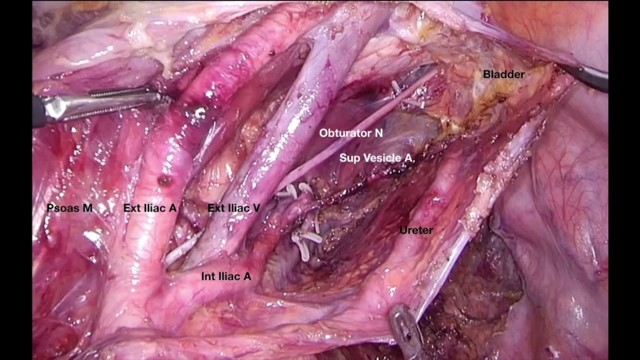 Bladder
Obturator N
Sup Vesicle A.
Psoas M
Ext Iliac A
Ext Iliac V
Ureter
Int Iliac A